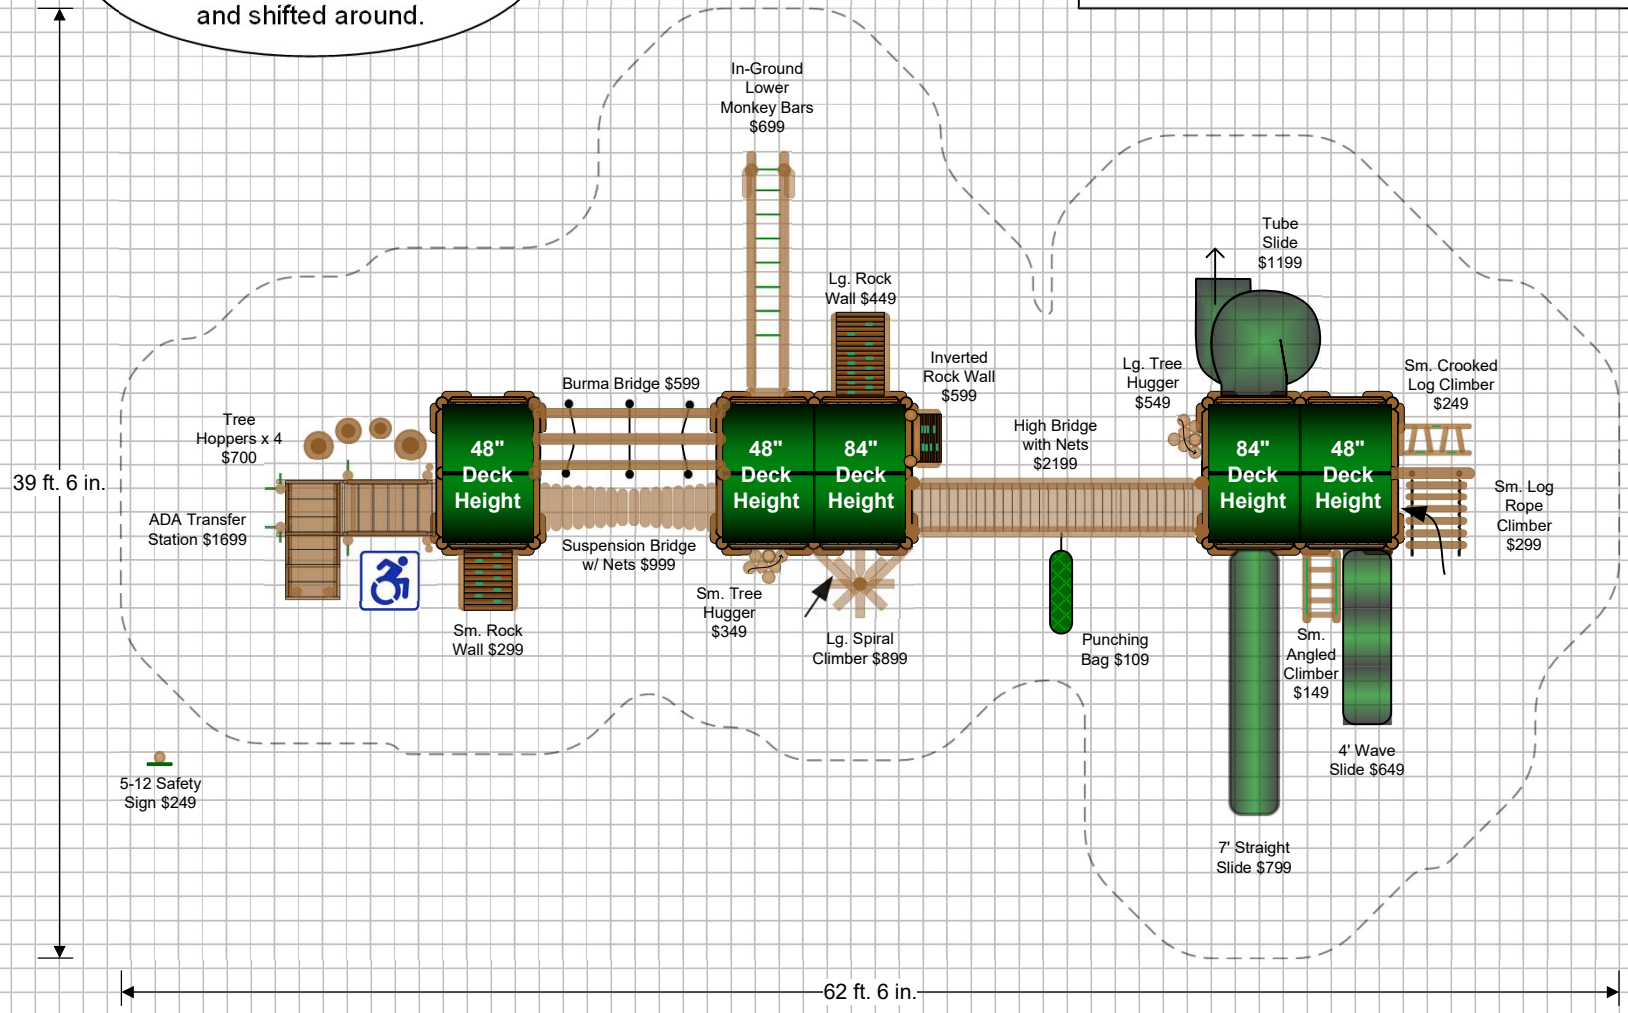 and shifted around.
In-Ground
Lower
Monkey Bars
$699
Tube
Slide
$1199
Lg. Rock
Wall $449
Inverted
Rock Wall
$599
Lg. Tree
Hugger
$549
Sm. Crooked
Log Climber
$249
Burma Bridge $599
Tree
Hoppers x 4
$700
High Bridge
with Nets
$2199
48"
Deck
Height
48"
Deck
Height
84"
Deck
Height
84"
Deck
Height
48"
Deck
Height
39 ft. 6 in.
ADA Transfer
Station $1699
Sm. Log
Rope
Climber
$299
Suspension Bridge
w/ Nets $999
Sm. Tree
Hugger
$349
Sm. Rock
Wall $299
Lg. Spiral
Climber $899
Punching
Bag $109
Sm.
Angled
Climber
$149
4' Wave
Slide $649
5-12 Safety
Sign $249
7' Straight
Slide $799
62 ft. 6 in.